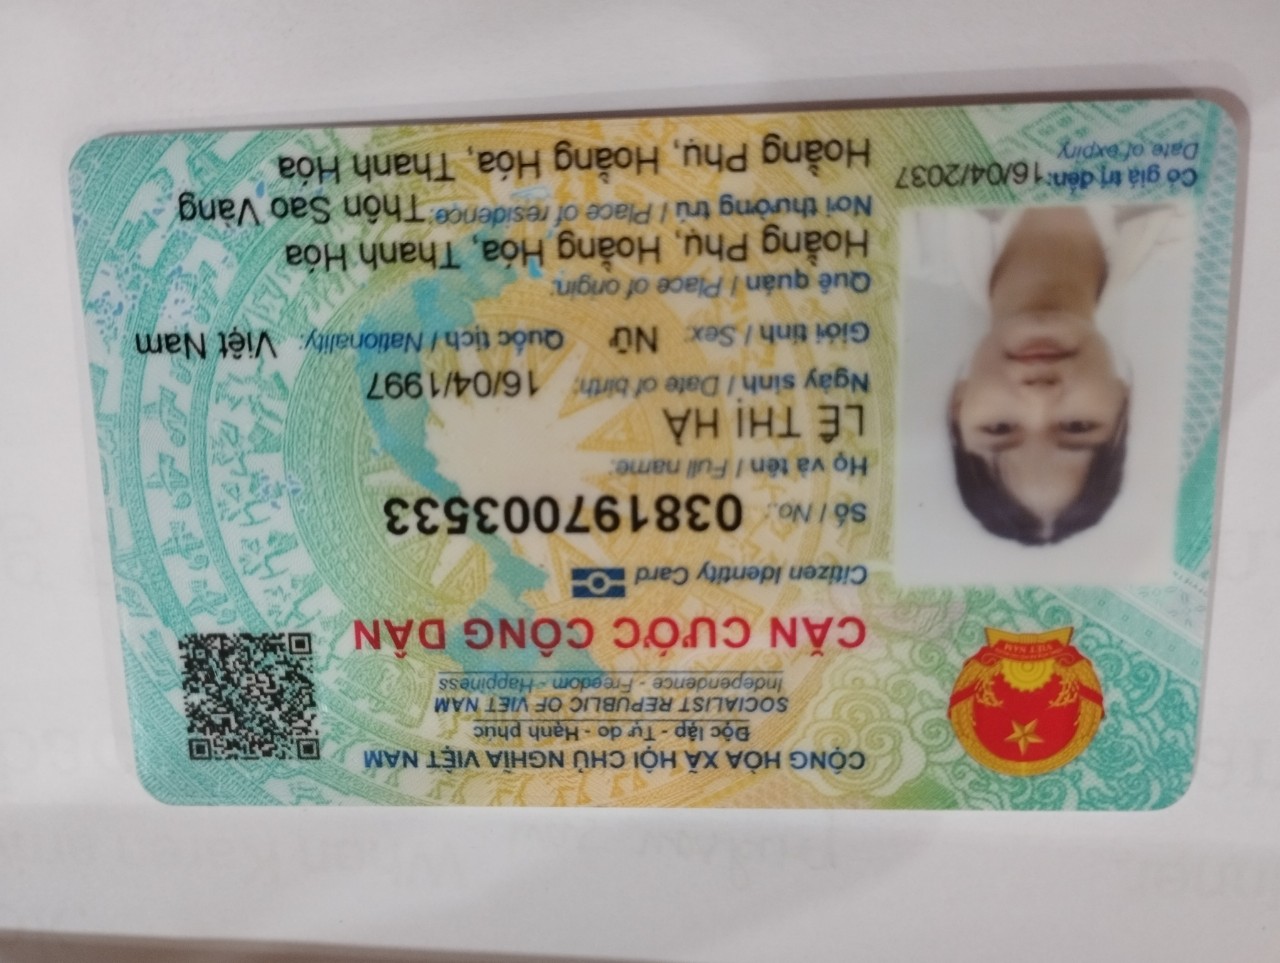 CỘNG HÒA XÃ HỘI CHỦ NGHĨA VIỆT NAM
Độc lập - Tự do - Hạnh phúc
SOCIALIST REPUBLIC OF VIET NAM
Independence - Freedom - Happiness
CĂN CƯỚC CÔNG DÂN
Citizen Identity Card
Số / No.: 038197003533
Họ và tên / Full name:
LÊ THỊ HÀ
Ngày sinh / Date of birth: 16/04/1997
Giới tính / Sex: Nữ Quốc tịch / Nationality: Việt Nam
Quê quán / Place of origin:
Hoằng Phụ, Hoằng Hóa, Thanh Hóa
Nơi thường trú / Place of residence: Thôn Sao Vàng
Hoằng Phụ, Hoằng Hóa, Thanh Hóa
Có giá trị đến: 16/04/2037
Date of expiry
VIỆT NAM